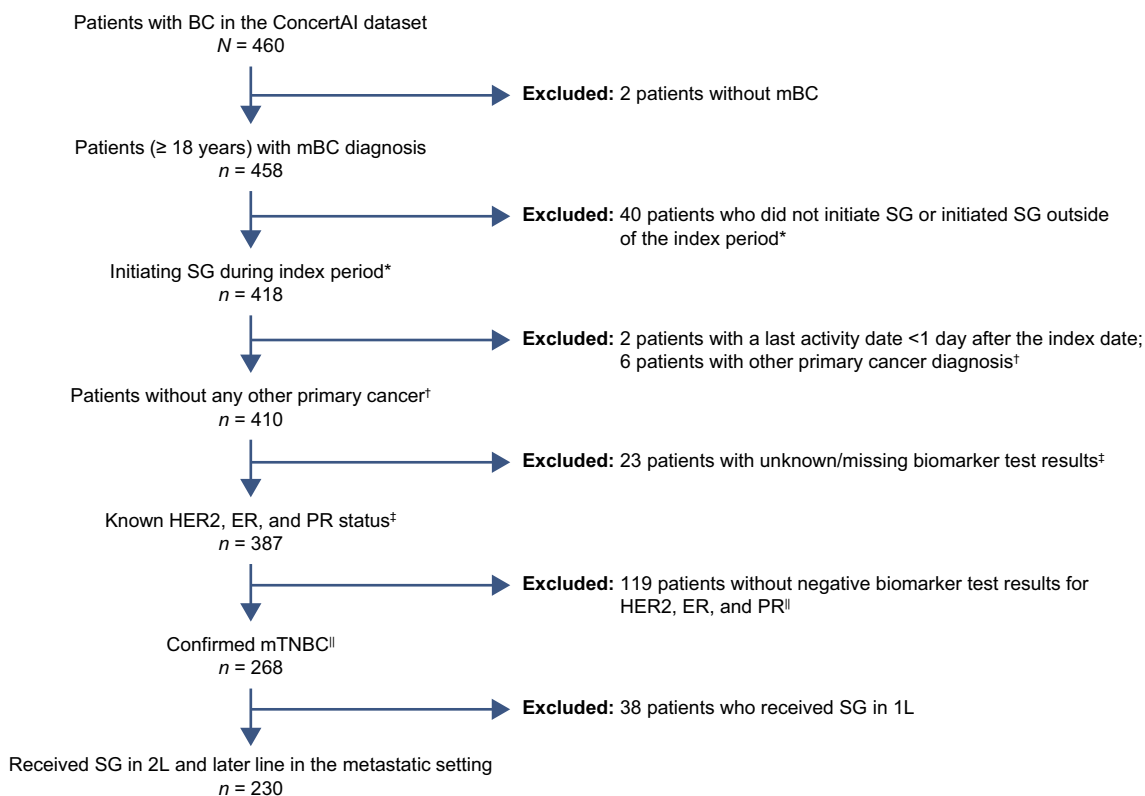 Patients with BC in the ConcertAI dataset
N = 460
Excluded: 2 patients without mBC
Patients (≥ 18 years) with mBC diagnosis
n = 458
Excluded: 40 patients who did not initiate SG or initiated SG outside
of the index period*
Initiating SG during index period*
n = 418
Excluded: 2 patients with a last activity date <1 day after the index date;
6 patients with other primary cancer diagnosis†
Patients without any other primary cancer†
n = 410
Excluded: 23 patients with unknown/missing biomarker test results‡
Known HER2, ER, and PR status‡
n = 387
Excluded: 119 patients without negative biomarker test results for
HER2, ER, and PR‖
Confirmed mTNBC‖
n = 268
Excluded: 38 patients who received SG in 1L
Received SG in 2L and later line in the metastatic setting
n = 230